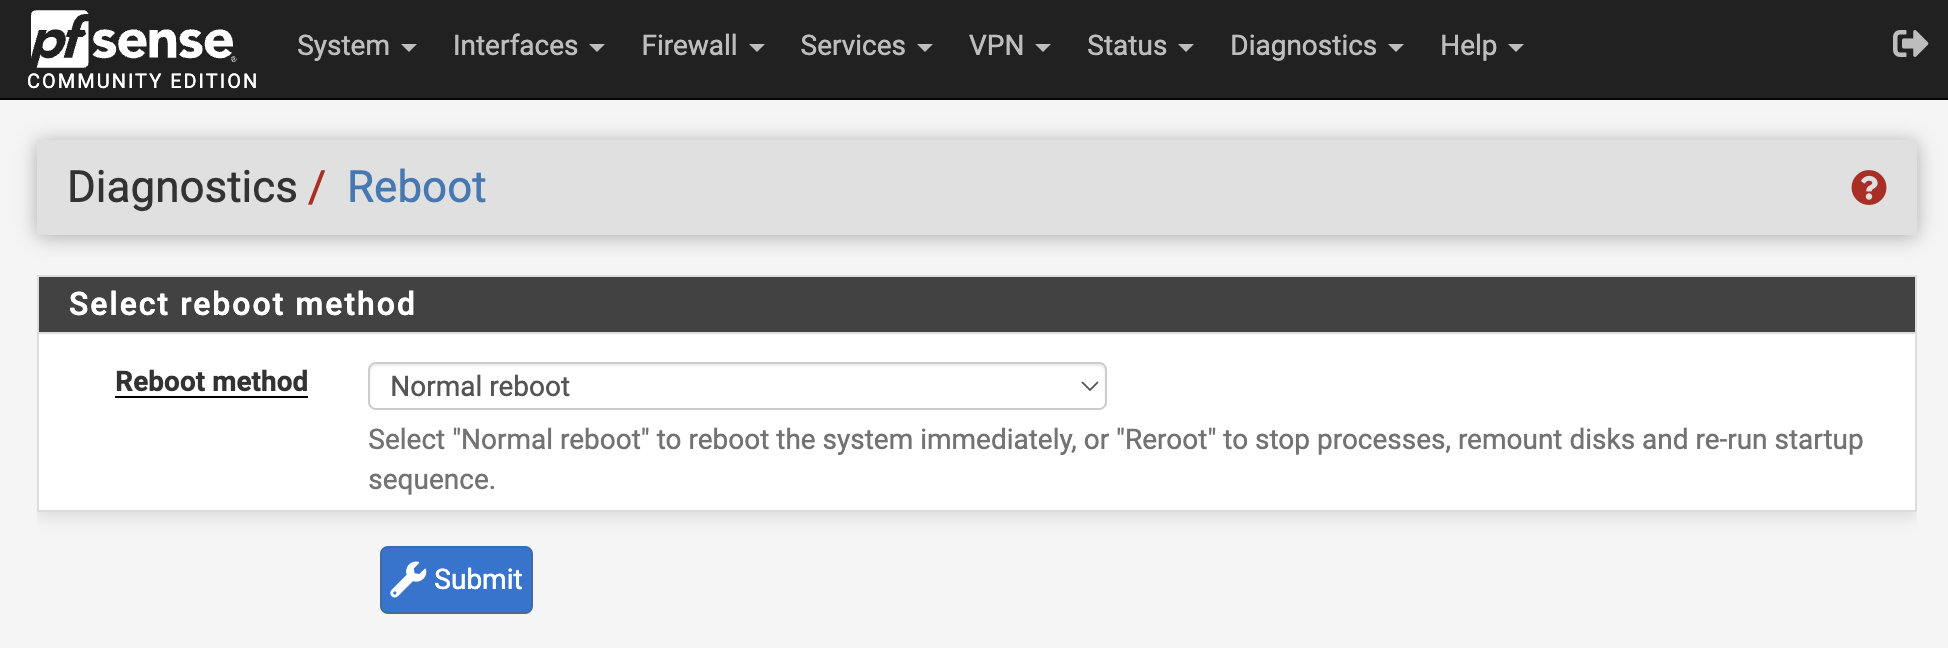 pfsense
COMMUNITY EDITION
System Interfaces Firewall Services VPN Status Diagnostics Help
Diagnostics / Reboot
Select reboot method
Reboot method
Normal reboot
Select "Normal reboot" to reboot the system immediately, or "Reroot" to stop processes, remount disks and re-run startup
sequence.
Submit